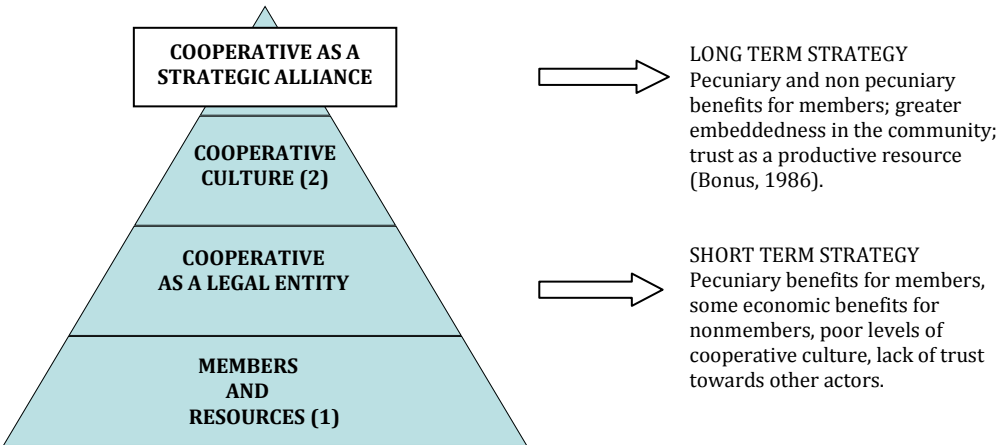 COOPERATIVE AS A
STRATEGIC ALLIANCE
LONG TERM STRATEGY
Pecuniary and non pecuniary
benefits for members; greater
embeddedness in the community;
trust as a productive resource
(Bonus, 1986).
COOPERATIVE
CULTURE (2)
COOPERATIVE
AS A LEGAL ENTITY
SHORT TERM STRATEGY
Pecuniary benefits for members,
some economic benefits for
nonmembers, poor levels of
cooperative culture, lack of trust
towards other actors.
MEMBERS
AND
RESOURCES (1)